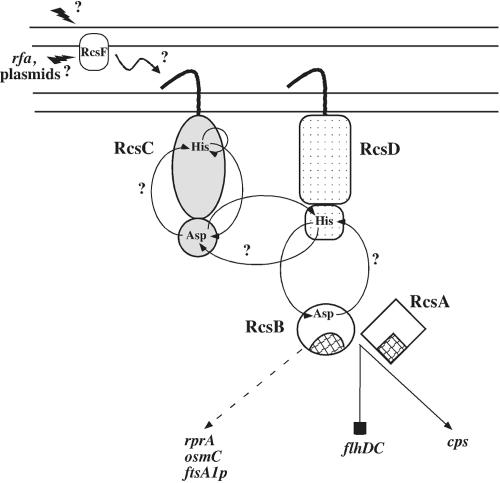 ?
RcsF
?
rfa,
plasmids ?
RcsC
His
RcsD
?
Asp
His
?
?
RcsA
RcsB
Asp
rprA
osmC
ftsA1p
flhDC
cps